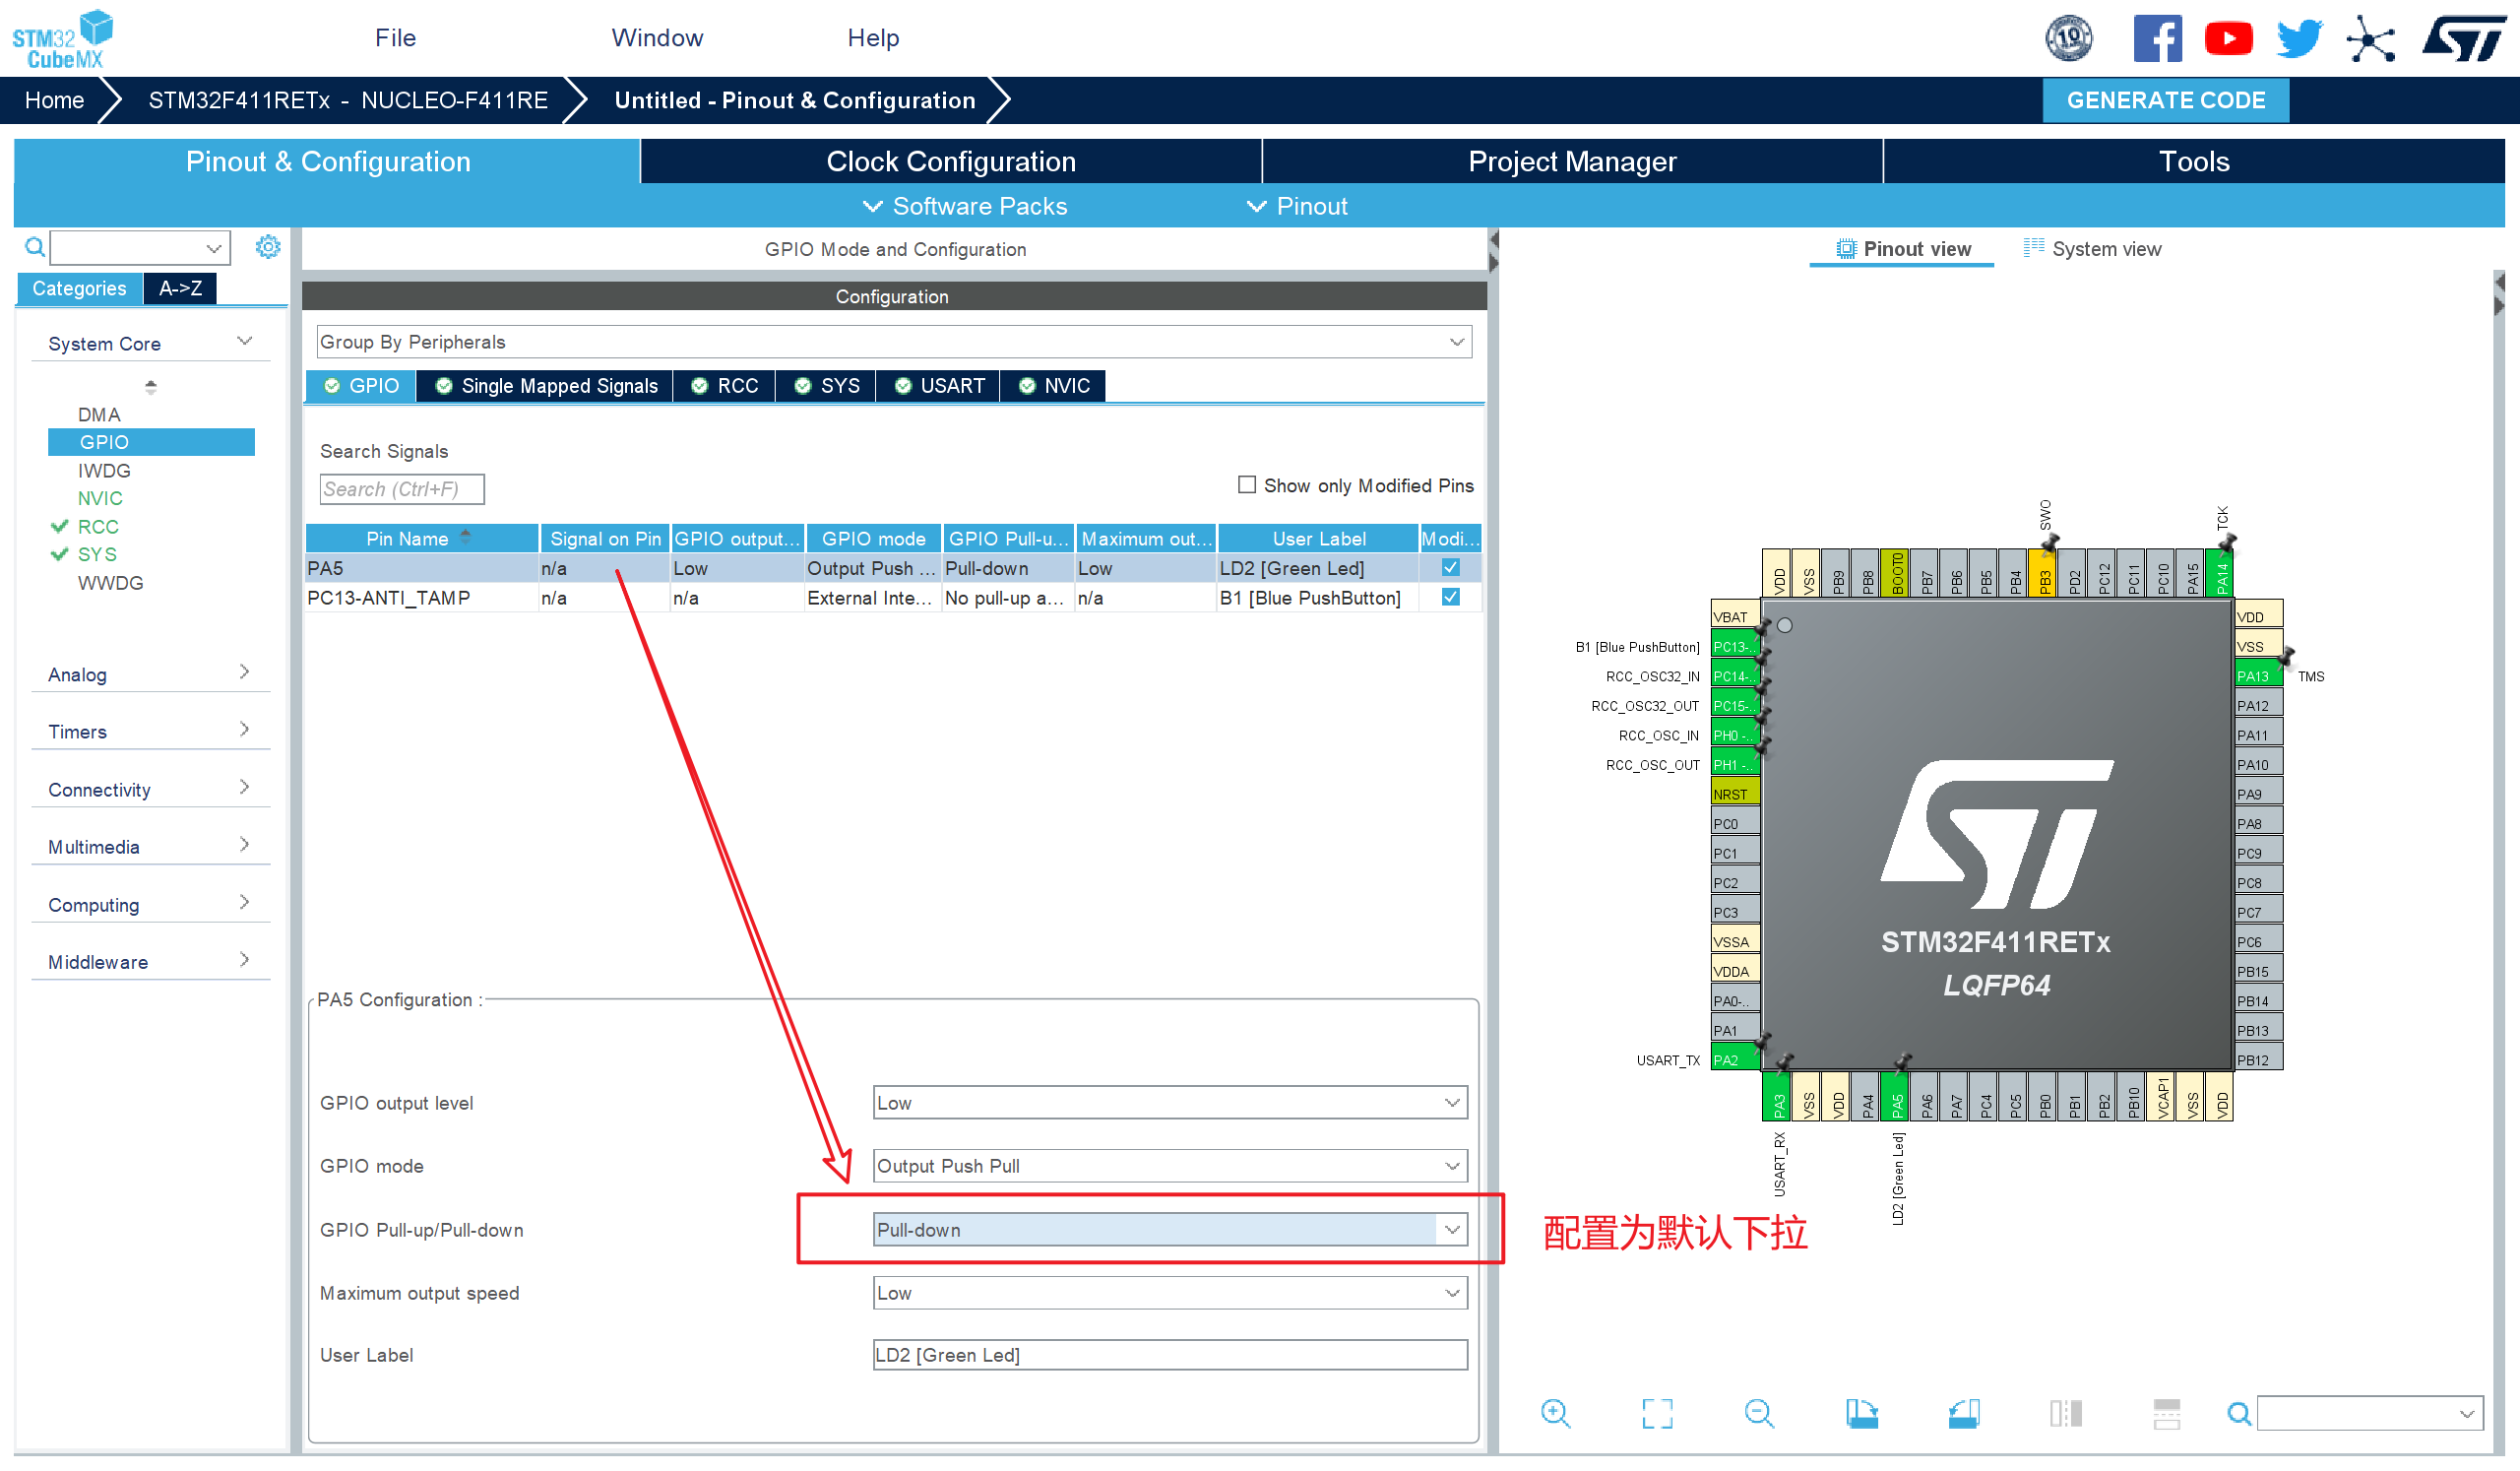 STM32
CubeMX
File
Window
Help
10
ST
Home
STM32F411RETx - NUCLEO-F411RE
Untitled - Pinout & Configuration
GENERATE CODE
Pinout & Configuration
Clock Configuration
Project Manager
Tools
Software Packs
Pinout
Categories
A->Z
System Core
DMA
GPIO
IWDG
NVIC
RCC
SYS
WWDG
Analog
Timers
Connectivity
Multimedia
Computing
Middleware
GPIO Mode and Configuration
Configuration
Group By Peripherals
GPIO
Single Mapped Signals
RCC
SYS
USART
NVIC
Search Signals
Search (Ctrl+F)
Show only Modified Pins
Pin Name Signal on Pin GPIO output... GPIO mode GPIO Pull-u... Maximum out... User Label Modi...
PA5 n/a Low Output Push ... Pull-down Low LD2 [Green Led]
PC13-ANTI_TAMP n/a n/a External Inte... No pull-up a... n/a B1 [Blue PushButton]
PA5 Configuration :
GPIO output level Low
GPIO mode Output Push Pull
GPIO Pull-up/Pull-down Pull-down
配置为默认下拉
Maximum output speed Low
User Label LD2 [Green Led]
Pinout view
System view
SWO
TCK
VDD
VSS
PB9
PB8
BOOT0
PB7
PB6
PB5
PB4
PB3
PD2
PC12
PC11
PC10
PA15
PA14
VBAT
B1 [Blue PushButton] PC13-..
RCC_OSC32_IN PC14-..
RCC_OSC32_OUT PC15-..
RCC_OSC_IN PH0 -..
RCC_OSC_OUT PH1 -..
NRST
PC0
PC1
PC2
PC3
VSSA
VDDA
PA0-..
PA1
USART_TX PA2
VDD
VSS
PA13 TMS
PA12
PA11
PA10
PA9
PA8
PC9
PC8
PC7
PC6
PB15
PB14
PB13
PB12
ST
STM32F411RETx
LQFP64
PA3
VSS
VDD
PA4
PA5
PA6
PA7
PC4
PC5
PB0
PB1
PB2
PB10
VCAP1
VSS
VDD
USART_RX
LD2 [Green Led]